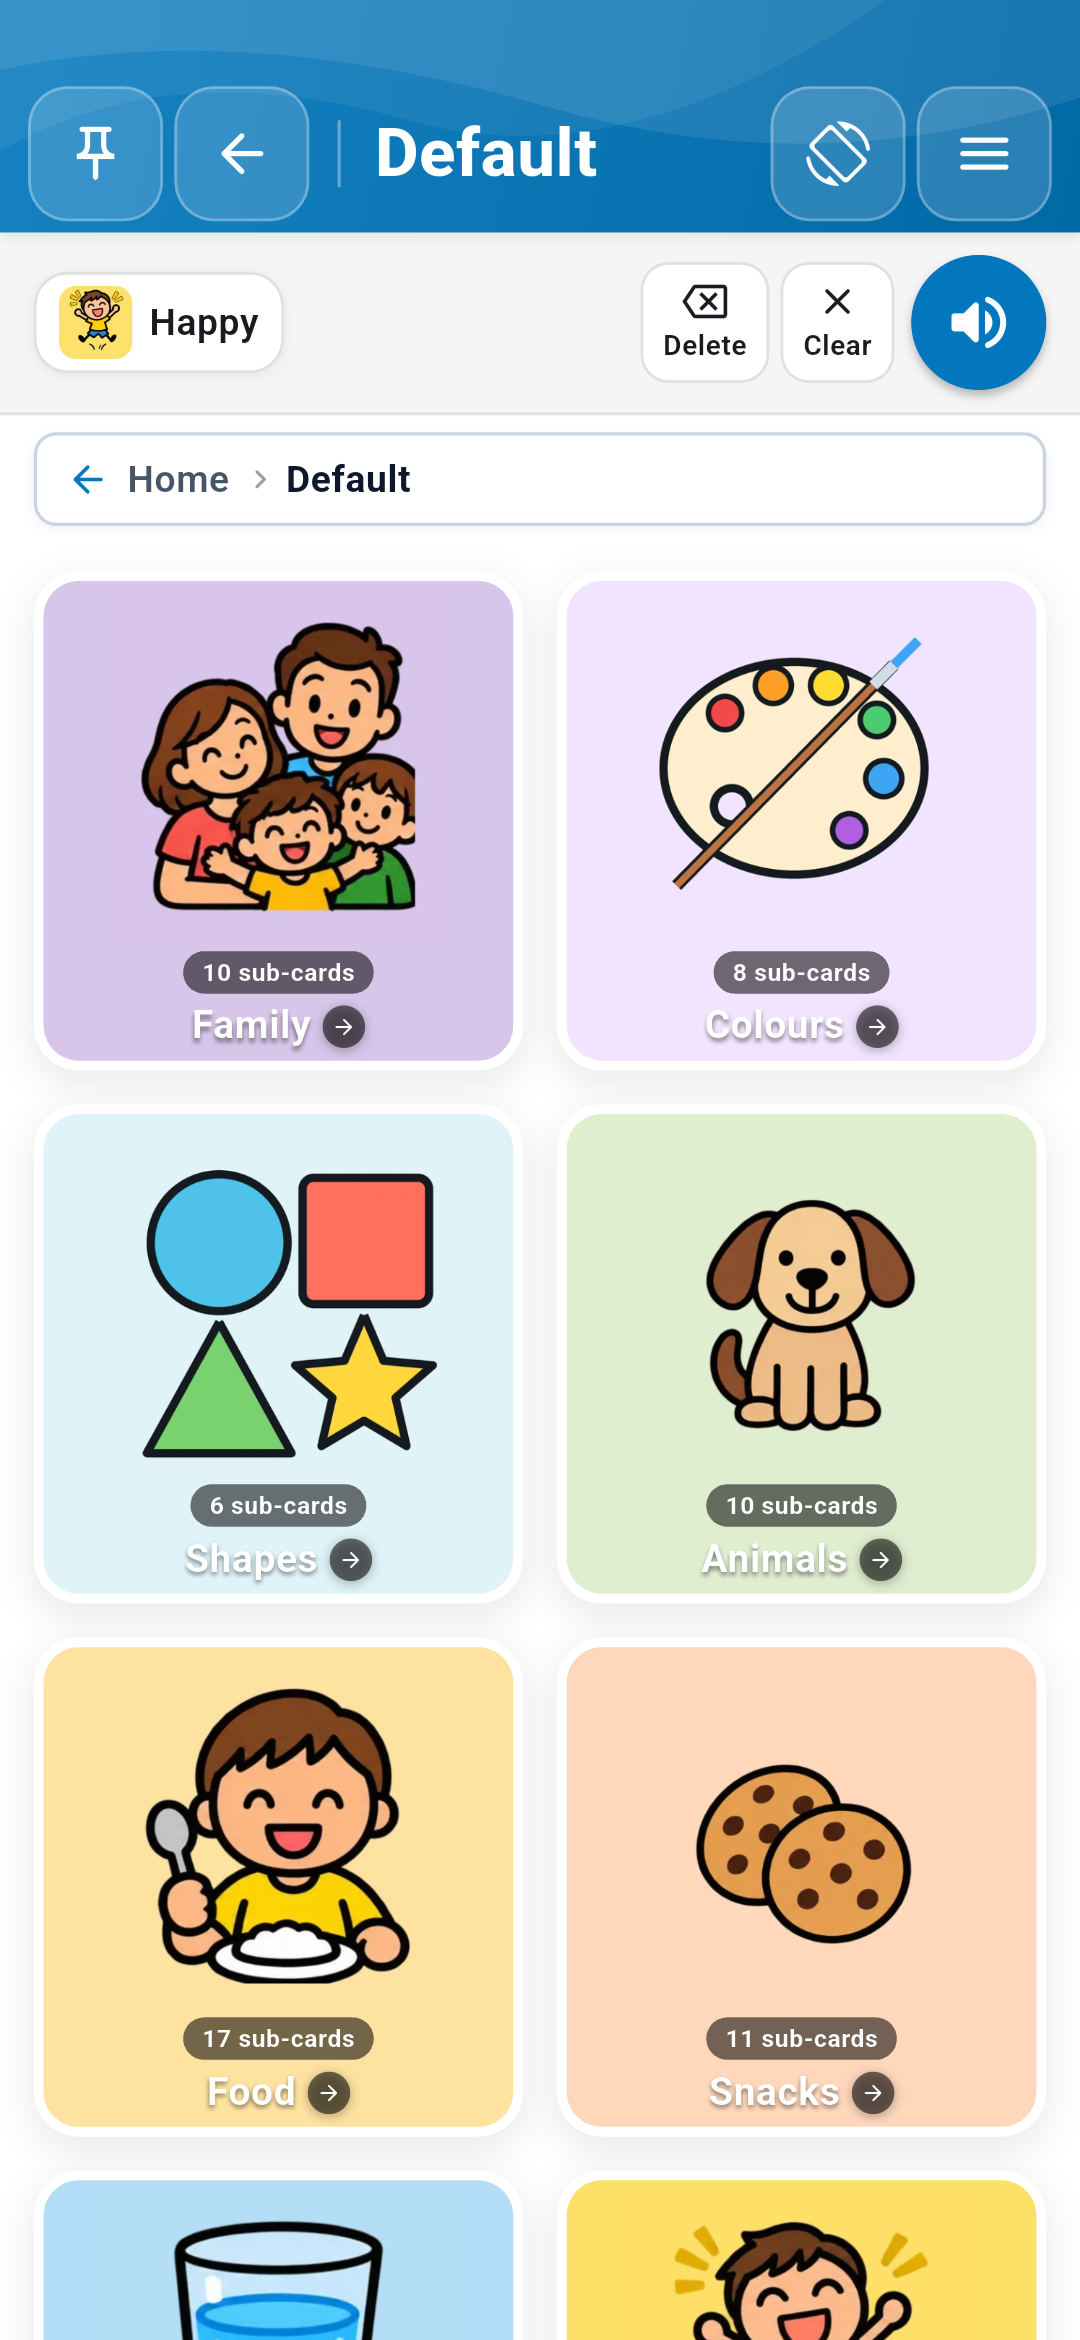 Default
Happy
Delete
Clear
Home > Default
10 sub-cards
Family
8 sub-cards
Colours
6 sub-cards
Shapes
10 sub-cards
Animals
17 sub-cards
Food
11 sub-cards
Snacks